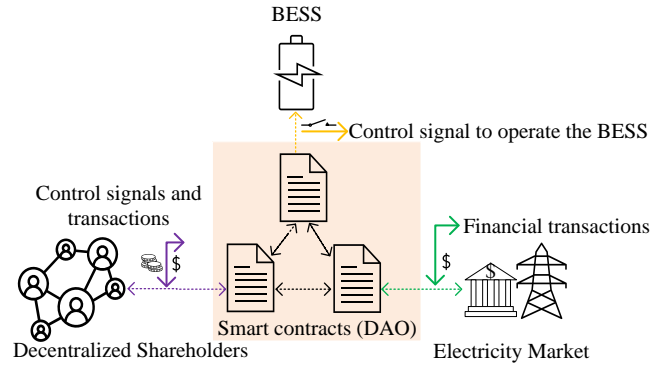 BESS
Control signal to operate the BESS
Control signals and
transactions
$
Financial transactions
$
$
Smart contracts (DAO)
Decentralized Shareholders
Electricity Market